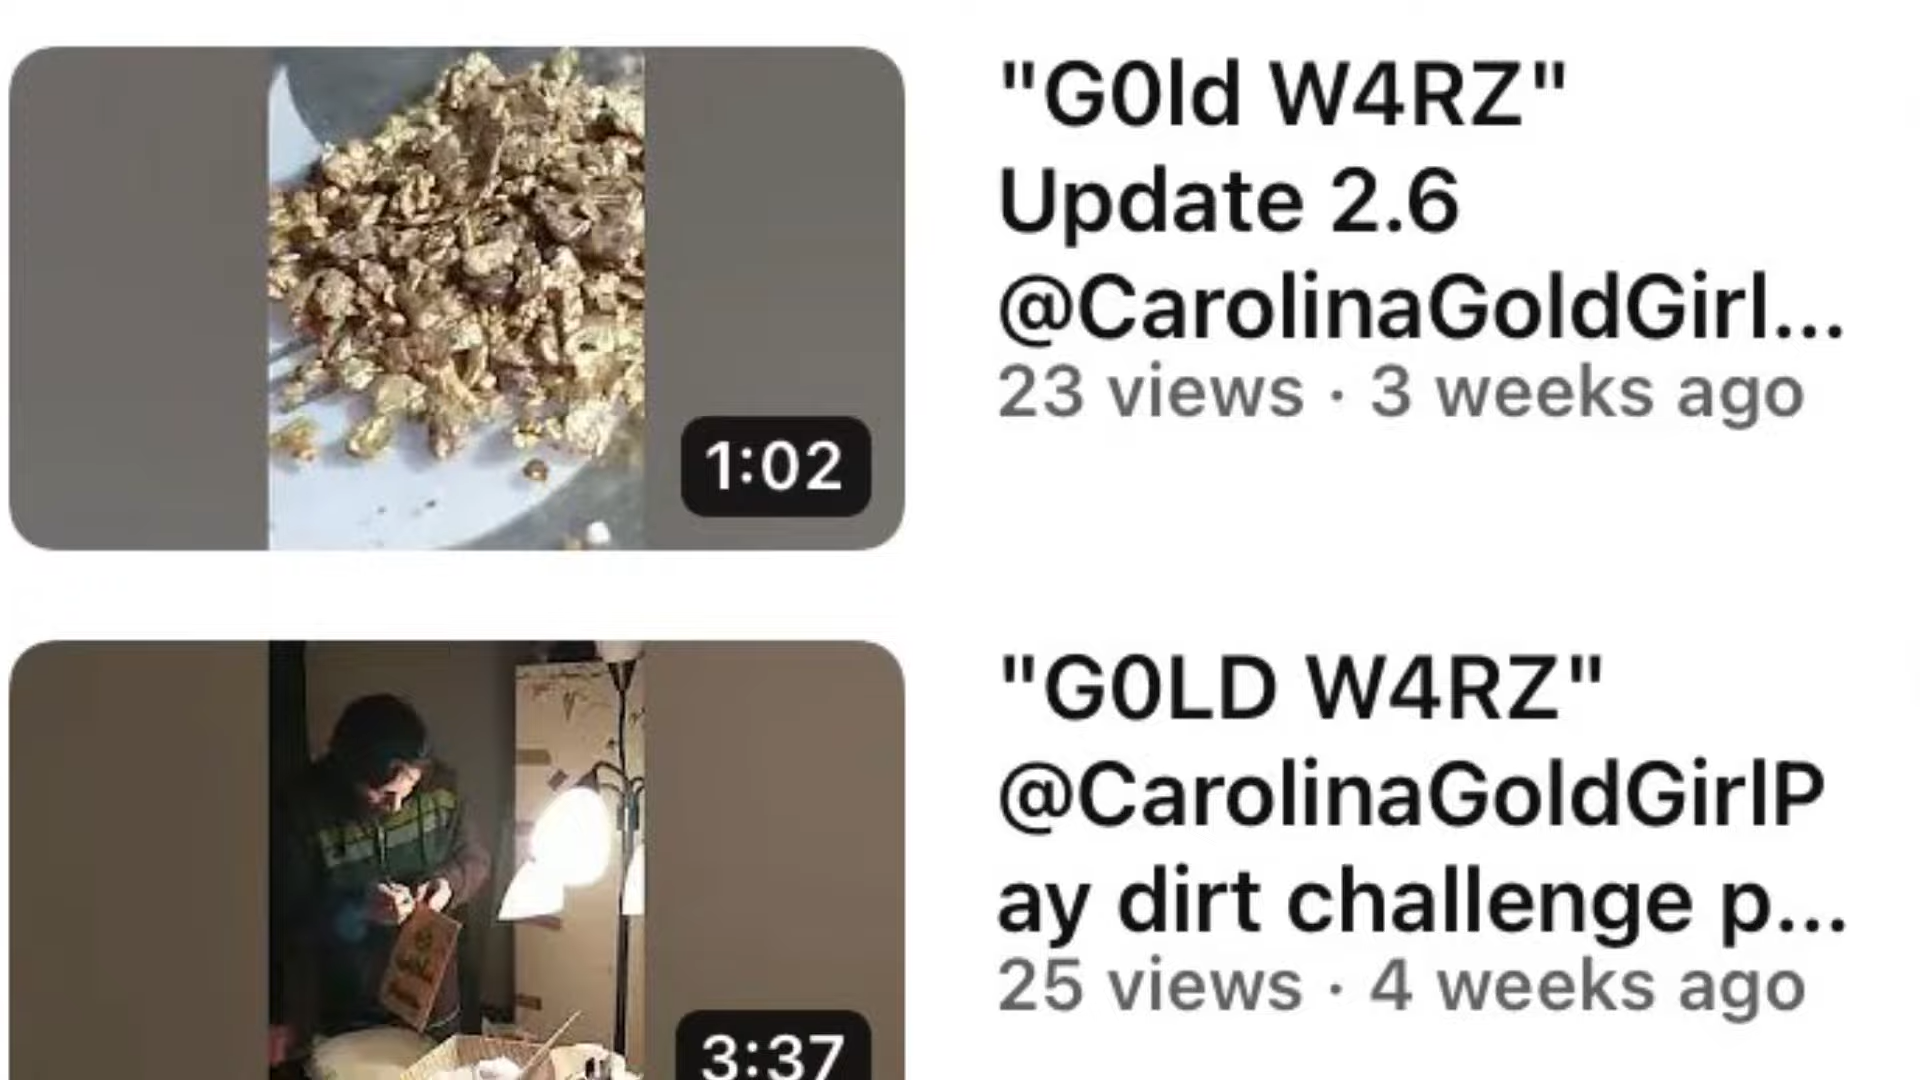 "G0ld W4RZ"
Update 2.6
@CarolinaGoldGirl...
23 views · 3 weeks ago
1:02
"G0LD W4RZ"
@CarolinaGoldGirlP
ay dirt challenge p...
25 views · 4 weeks ago
3:37